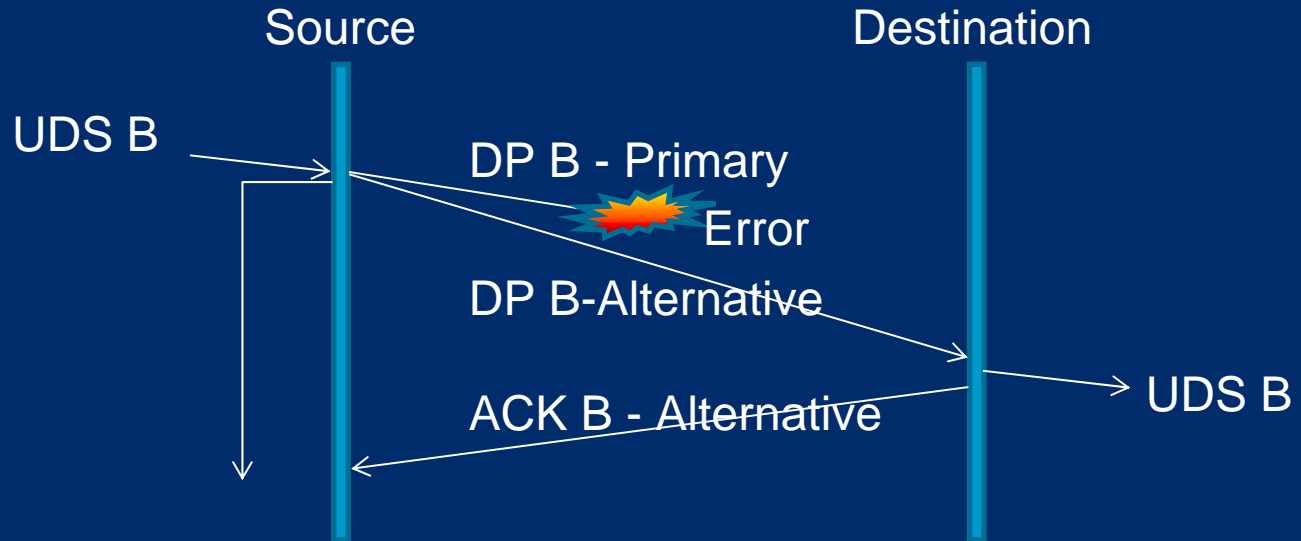 Source
Destination
UDS B
DP B - Primary
Error
DP B-Alternative
ACK B - Alternative
UDS B